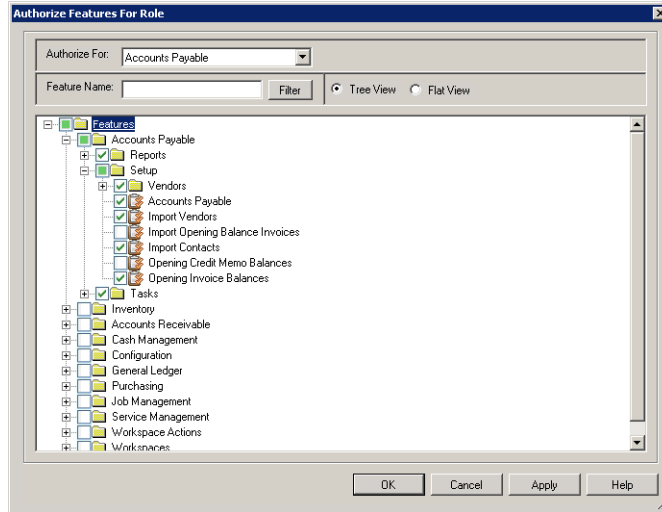 Authorize Features For Role
Authorize For: Accounts Payable
Feature Name: Filter Tree View Flat View
Features
Accounts Payable
Reports
Setup
Vendors
Accounts Payable
Import Vendors
Import Opening Balance Invoices
Import Contacts
Opening Credit Memo Balances
Opening Invoice Balances
Tasks
Inventory
Accounts Receivable
Cash Management
Configuration
General Ledger
Purchasing
Job Management
Service Management
Workspace Actions
Workspaces
OK Cancel Apply Help